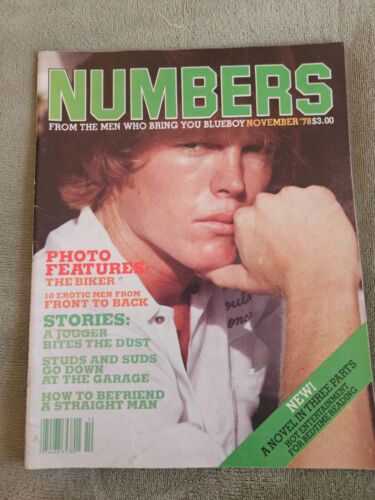 NUMBERS
FROM THE MEN WHO BRING YOU BLUEBOY NOVEMBER '78 $3.00
PHOTO
FEATURES:
THE BIKER
10 EROTIC MEN FROM
FRONT TO BACK
STORIES:
A JOGGER
BITES THE DUST
STUDS AND SUDS
GO DOWN
AT THE GARAGE
HOW TO BEFRIEND
A STRAIGHT MAN
NEW!
A NOVEL IN THREE PARTS
HOT ENTERTAINMENT
FOR BEDTIME READING